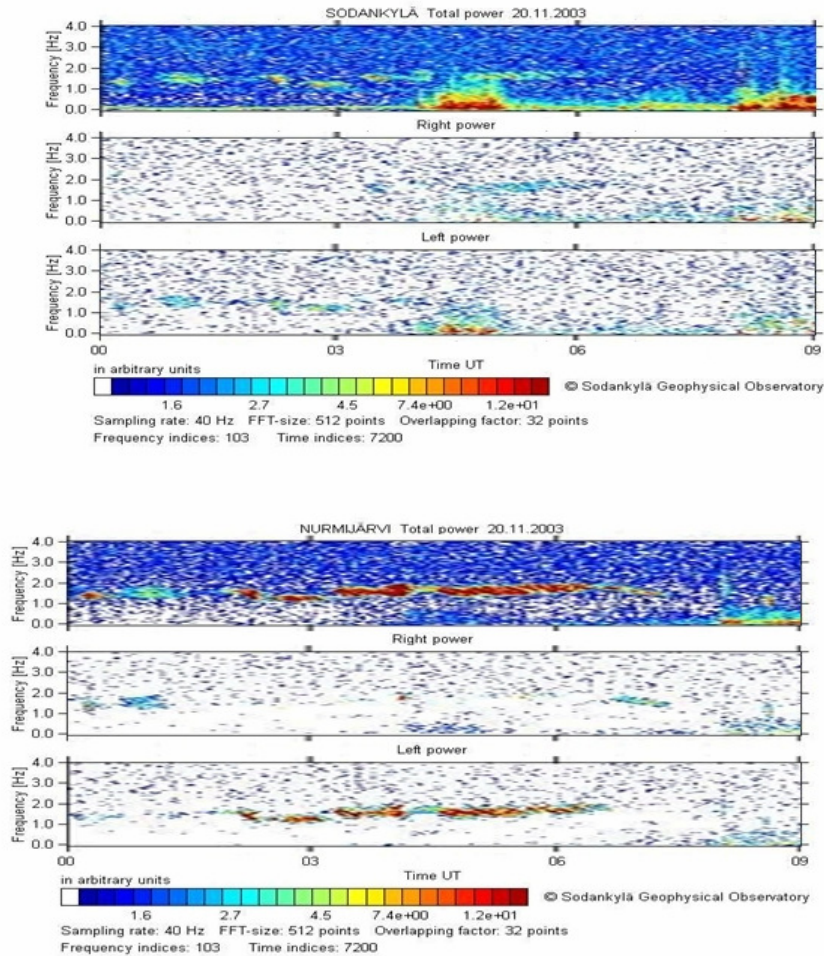 SODANKYLÄ Total power 20.11.2003
Frequency [Hz]
4.0
3.0
2.0
1.0
0.0
Right power
Frequency [Hz]
4.0
3.0
2.0
1.0
0.0
Left power
Frequency [Hz]
4.0
3.0
2.0
1.0
0.0
00 03 06 09
Time UT
in arbitrary units
1.6 2.7 4.5 7.4e+00 1.2e+01
© Sodankylä Geophysical Observatory
Sampling rate: 40 Hz FFT-size: 512 points Overlapping factor: 32 points
Frequency indices: 103 Time indices: 7200
NURMIJÄRVI Total power 20.11.2003
Frequency [Hz]
4.0
3.0
2.0
1.0
0.0
Right power
Frequency [Hz]
4.0
3.0
2.0
1.0
0.0
Left power
Frequency [Hz]
4.0
3.0
2.0
1.0
0.0
00 03 06 09
Time UT
in arbitrary units
1.6 2.7 4.5 7.4e+00 1.2e+01
© Sodankylä Geophysical Observatory
Sampling rate: 40 Hz FFT-size: 512 points Overlapping factor: 32 points
Frequency indices: 103 Time indices: 7200